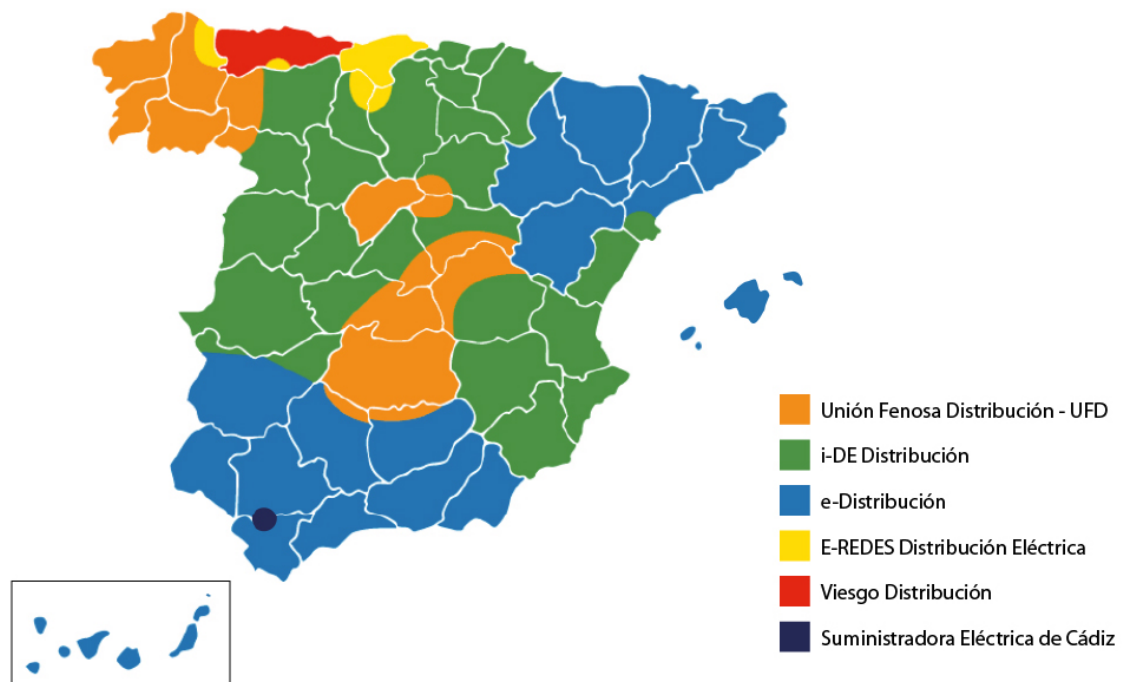 Unión Fenosa Distribución - UFD
i-DE Distribución
e-Distribución
E-REDES Distribución Eléctrica
Viesgo Distribución
Suministradora Eléctrica de Cádiz